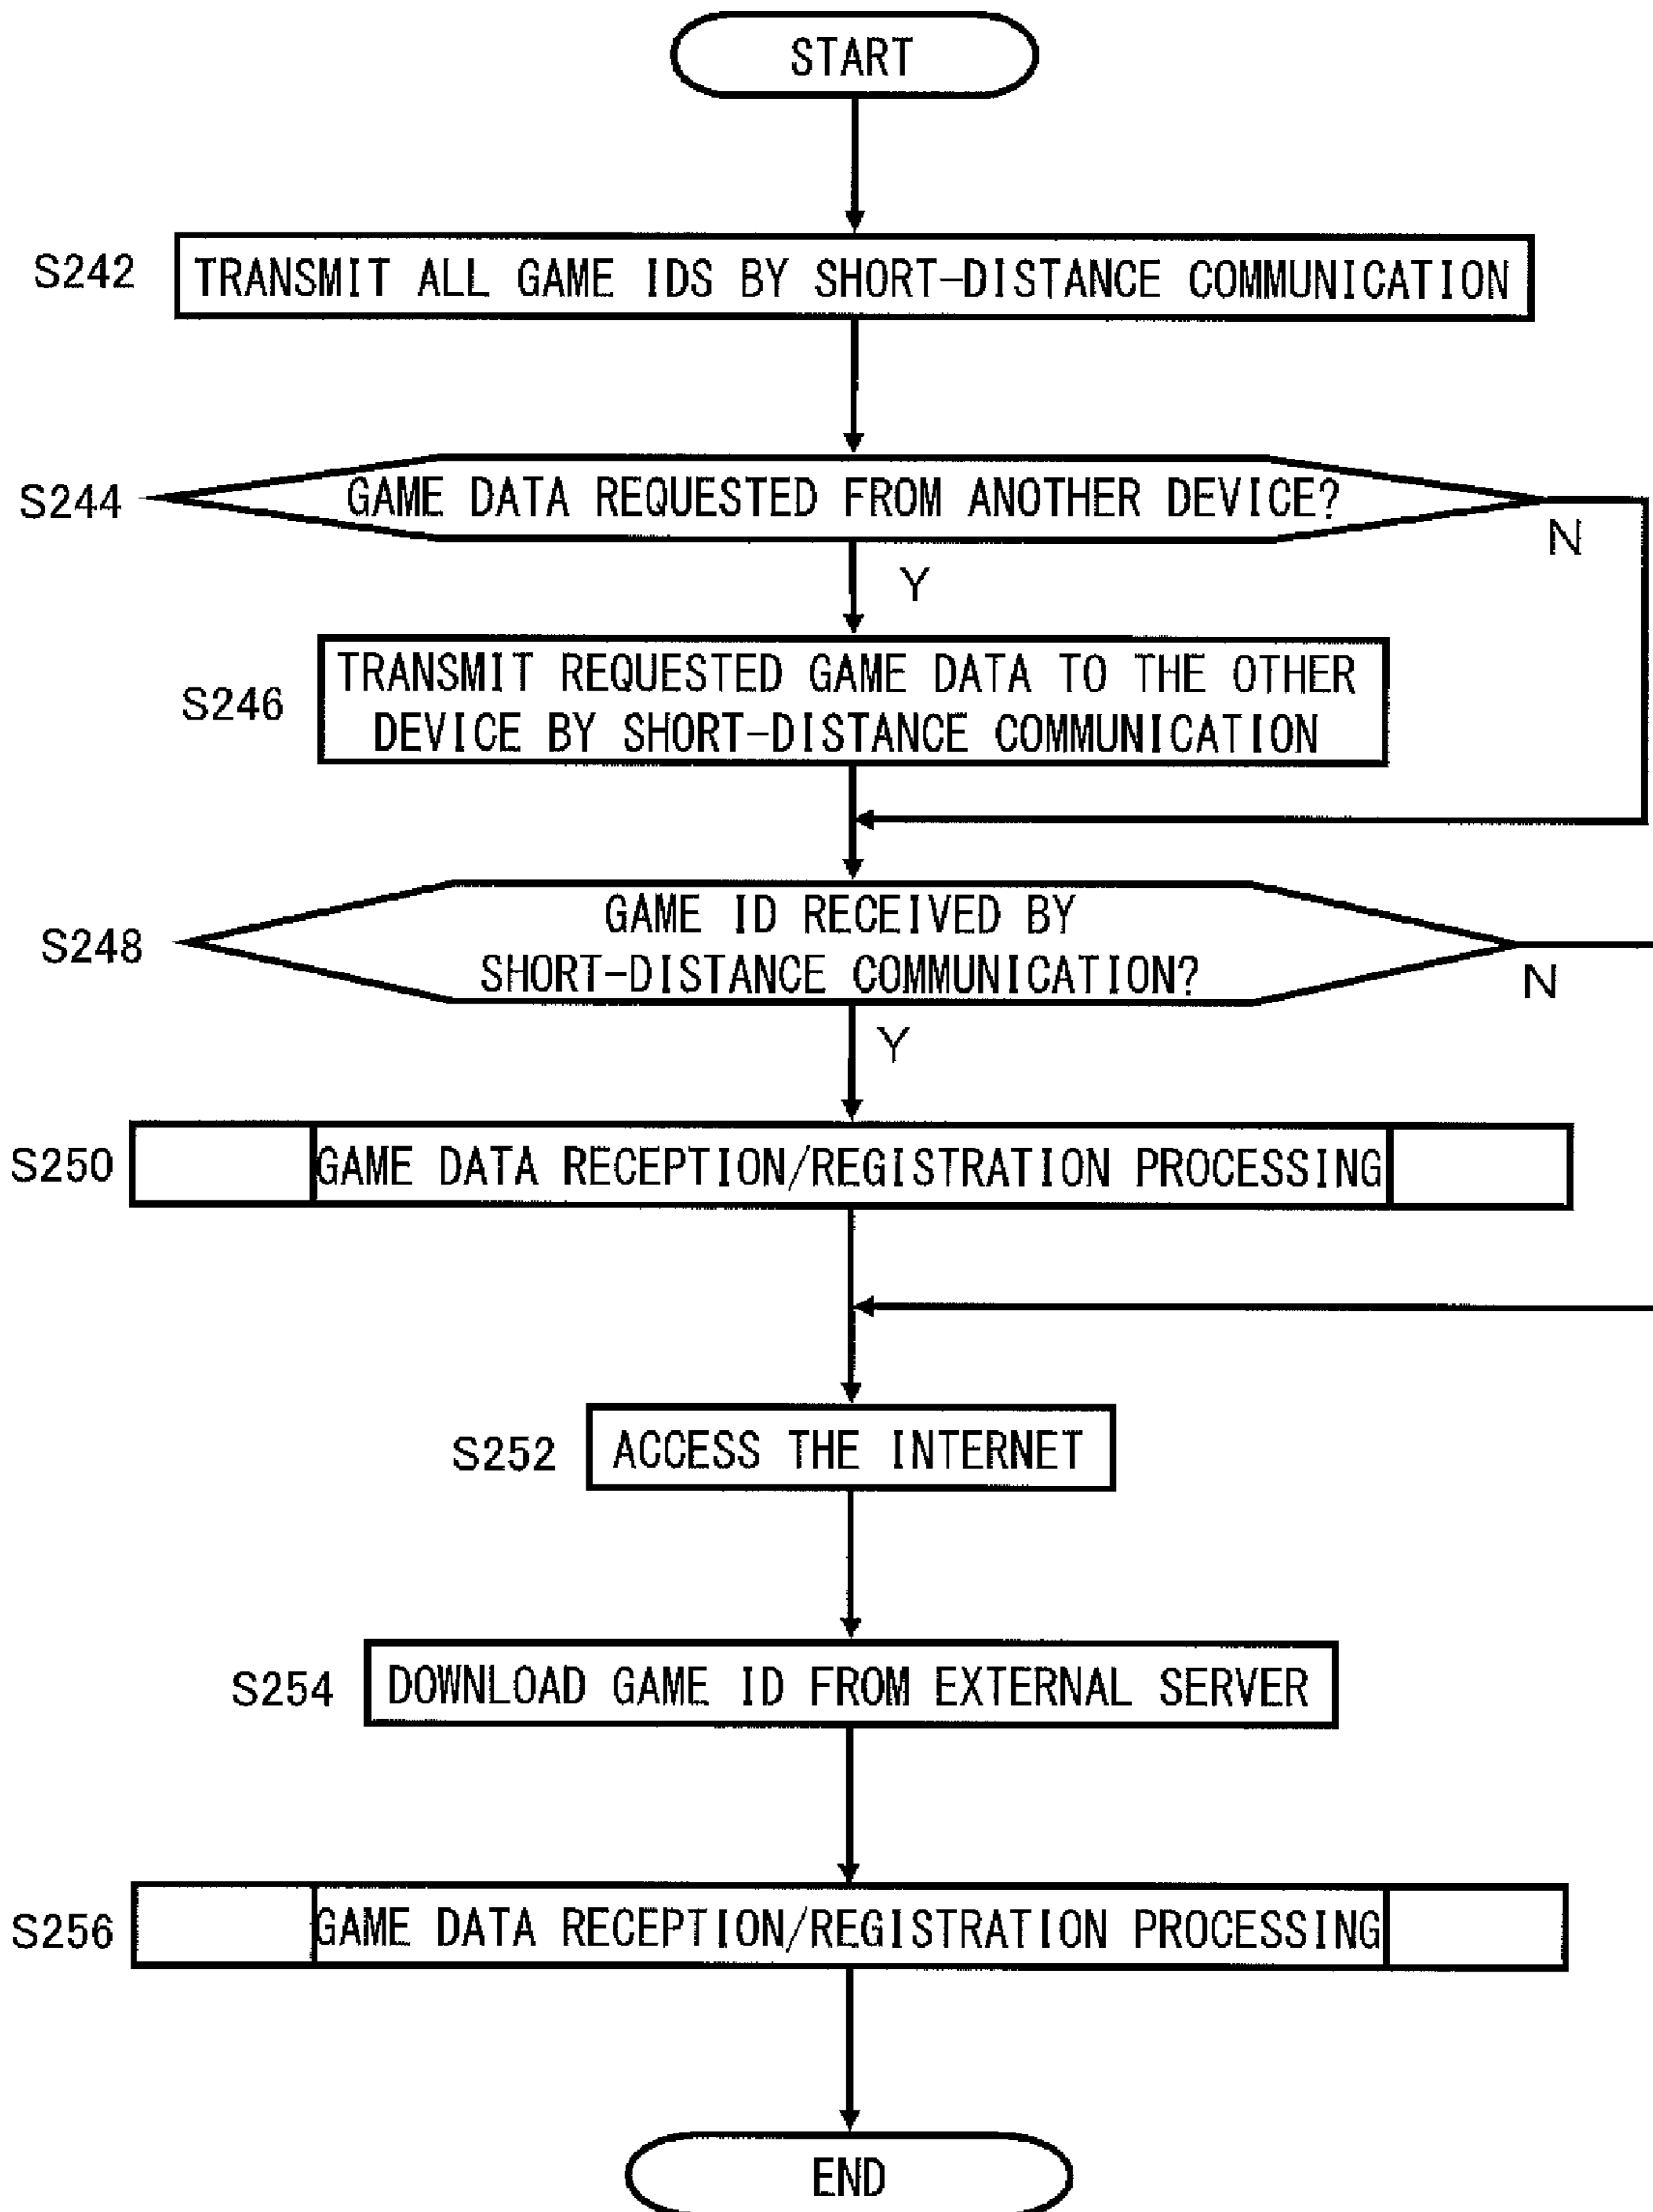 START
S242
TRANSMIT ALL GAME IDS BY SHORT-DISTANCE COMMUNICATION
S244
GAME DATA REQUESTED FROM ANOTHER DEVICE?
N
Y
S246
TRANSMIT REQUESTED GAME DATA TO THE OTHER
DEVICE BY SHORT-DISTANCE COMMUNICATION
S248
GAME ID RECEIVED BY
SHORT-DISTANCE COMMUNICATION?
N
Y
S250
GAME DATA RECEPTION/REGISTRATION PROCESSING
S252
ACCESS THE INTERNET
S254
DOWNLOAD GAME ID FROM EXTERNAL SERVER
S256
GAME DATA RECEPTION/REGISTRATION PROCESSING
END